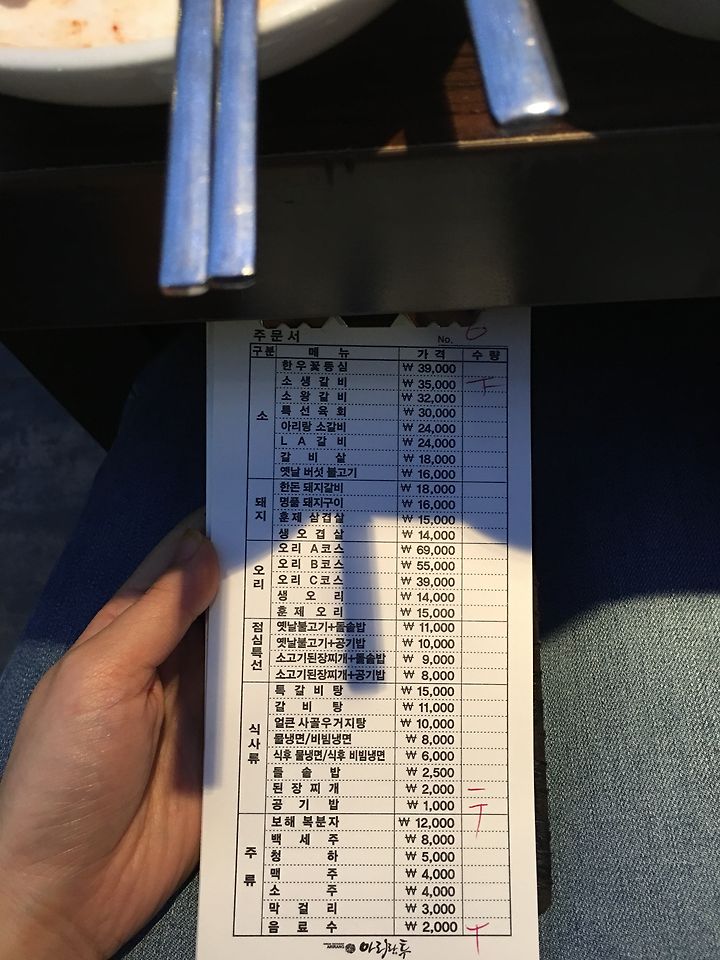 주문서 No. 6
구분 메뉴 가격 수량
소
한우꽃등심 ₩ 39,000
소생갈비 ₩ 35,000 ㅜ
소왕갈비 ₩ 32,000
특선육회 ₩ 30,000
아리랑 소갈비 ₩ 24,000
LA갈비 ₩ 24,000
갈비살 ₩ 18,000
옛날 버섯 불고기 ₩ 16,000
돼지
한돈 돼지갈비 ₩ 18,000
명품 돼지구이 ₩ 16,000
훈제 삼겹살 ₩ 15,000
생오겹살 ₩ 14,000
오리
오리 A코스 ₩ 69,000
오리 B코스 ₩ 55,000
오리 C코스 ₩ 39,000
생오리 ₩ 14,000
훈제오리 ₩ 15,000
점심특선
옛날불고기+돌솥밥 ₩ 11,000
옛날불고기+공기밥 ₩ 10,000
소고기된장찌개+돌솥밥 ₩ 9,000
소고기된장찌개+공기밥 ₩ 8,000
식사류
특갈비탕 ₩ 15,000
갈비탕 ₩ 11,000
얼큰 사골우거지탕 ₩ 10,000
물냉면/비빔냉면 ₩ 8,000
식후 물냉면/식후 비빔냉면 ₩ 6,000
돌솥밥 ₩ 2,500
된장찌개 ₩ 2,000 一
공기밥 ₩ 1,000 ㅜ
주류
보해 복분자 ₩ 12,000
백세주 ₩ 8,000
청하 ₩ 5,000
맥주 ₩ 4,000
소주 ₩ 4,000
막걸리 ₩ 3,000
음료수 ₩ 2,000 ㅜ
아리랑